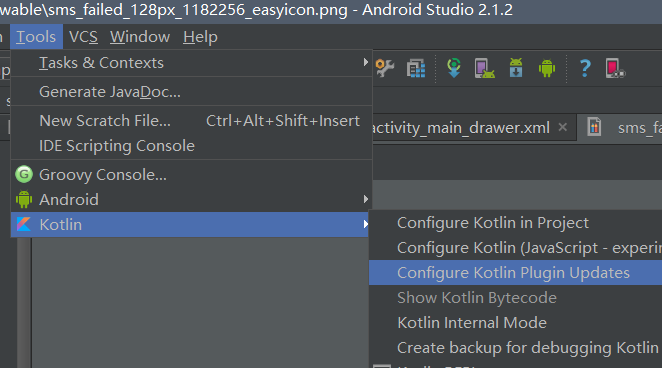 wable\sms_failed_128px_1182256_easyicon.png - Android Studio 2.1.2
Tools VCS Window Help
Tasks & Contexts
Generate JavaDoc...
New Scratch File... Ctrl+Alt+Shift+Insert
IDE Scripting Console
activity_main_drawer.xml
sms_fa
G Groovy Console...
Android
Kotlin
Configure Kotlin in Project
Configure Kotlin (JavaScript - experi
Configure Kotlin Plugin Updates
Show Kotlin Bytecode
Kotlin Internal Mode
Create backup for debugging Kotlin